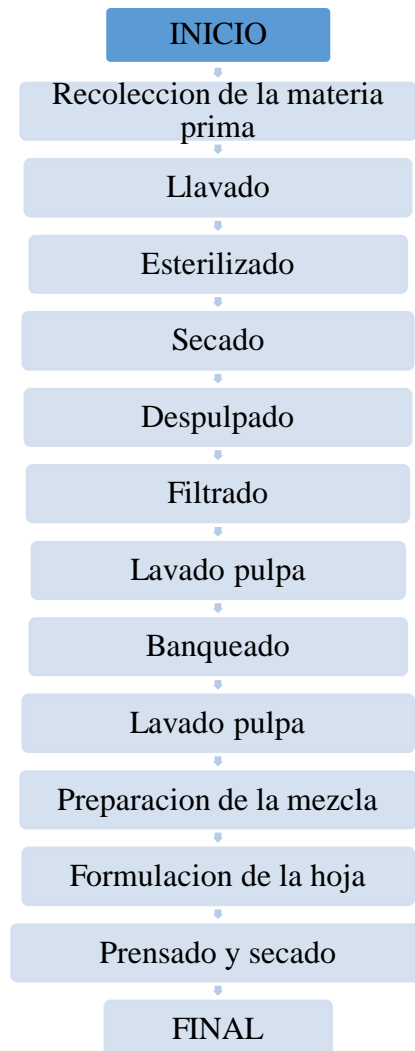 INICIO
Recoleccion de la materia
prima
Llavado
Esterilizado
Secado
Despulpado
Filtrado
Lavado pulpa
Banqueado
Lavado pulpa
Preparacion de la mezcla
Formulacion de la hoja
Prensado y secado
FINAL